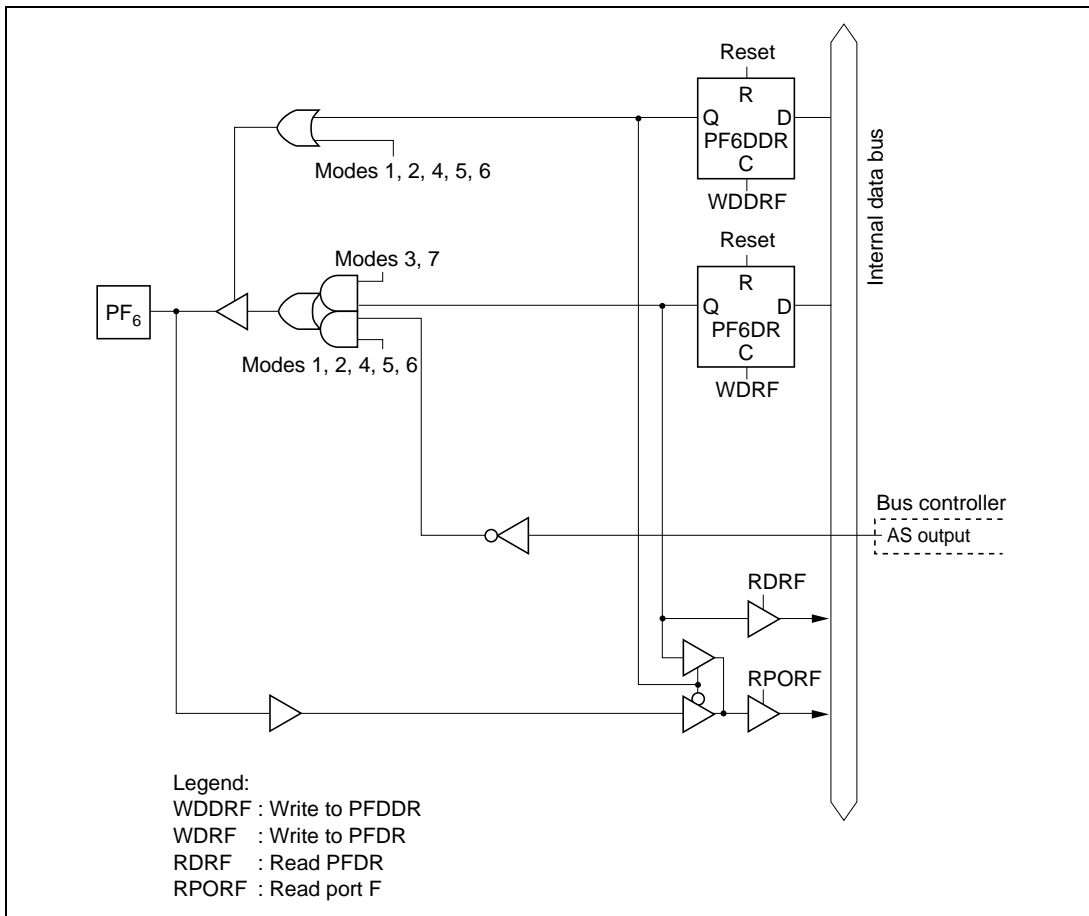 Reset
R
Q D
PF6DDR
C
WDDRF
Modes 1, 2, 4, 5, 6
Internal data bus
Reset
Modes 3, 7
R
Q D
PF6DR
C
WDRF
PF6
Modes 1, 2, 4, 5, 6
Bus controller
AS output
RDRF
RPORF
Legend:
WDDRF : Write to PFDDR
WDRF : Write to PFDR
RDRF : Read PFDR
RPORF : Read port F